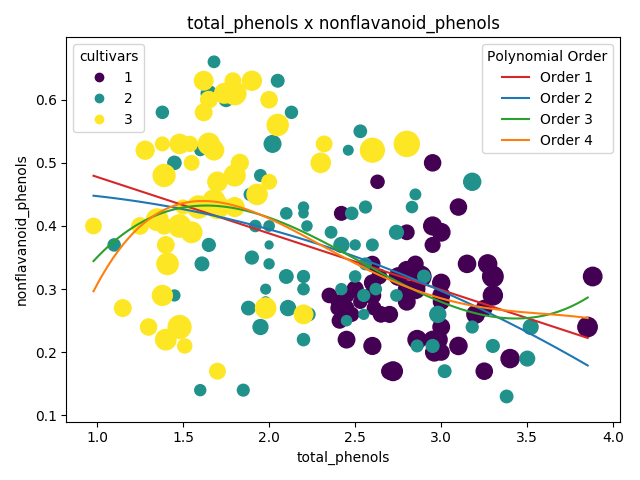 total_phenols x nonflavanoid_phenols
cultivars
1
2
3
Polynomial Order
Order 1
Order 2
Order 3
Order 4
nonflavanoid_phenols
0.6
0.5
0.4
0.3
0.2
0.1
1.0 1.5 2.0 2.5 3.0 3.5 4.0
total_phenols